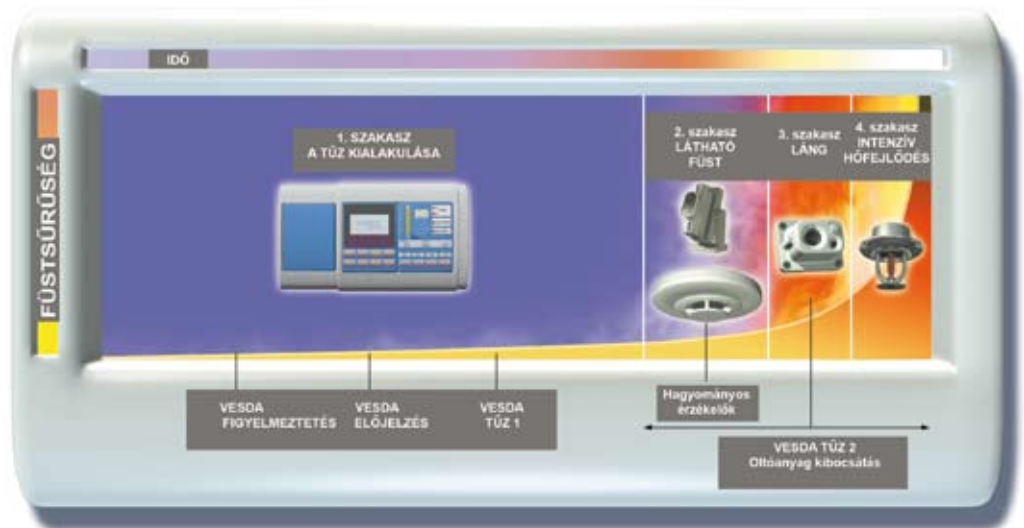 IDŐ
FÜSTSŰRŰSÉG
1. SZAKASZ
A TŰZ KIALAKULÁSA
2. szakasz
LÁTHATÓ
FÜST
3. szakasz
LÁNG
4. szakasz
INTENZÍV
HŐFEJLŐDÉS
VESDA
FIGYELMEZTETÉS
VESDA
ELŐJELZÉS
VESDA
TŰZ 1
Hagyományos
érzékelők
VESDA TŰZ 2
Oltóanyag kibocsátás